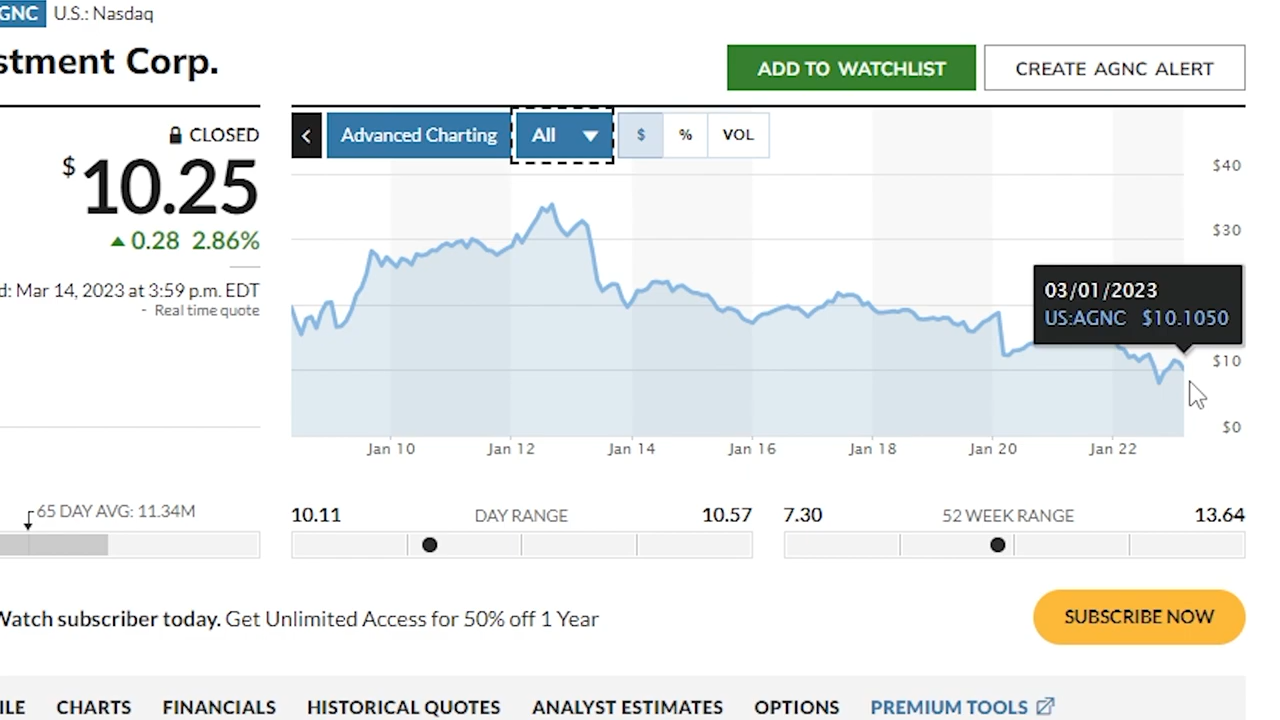 GNC U.S.: Nasdaq
stment Corp.
ADD TO WATCHLIST
CREATE AGNC ALERT
CLOSED
$10.25
0.28 2.86%
d: Mar 14, 2023 at 3:59 p.m. EDT
- Real time quote
Advanced Charting
All
$
%
VOL
$40
$30
03/01/2023
US:AGNC $10.1050
$10
$0
Jan 10 Jan 12 Jan 14 Jan 16 Jan 18 Jan 20 Jan 22
65 DAY AVG: 11.34M
10.11 DAY RANGE 10.57
7.30 52 WEEK RANGE 13.64
Watch subscriber today. Get Unlimited Access for 50% off 1 Year
SUBSCRIBE NOW
ILE CHARTS FINANCIALS HISTORICAL QUOTES ANALYST ESTIMATES OPTIONS PREMIUM TOOLS